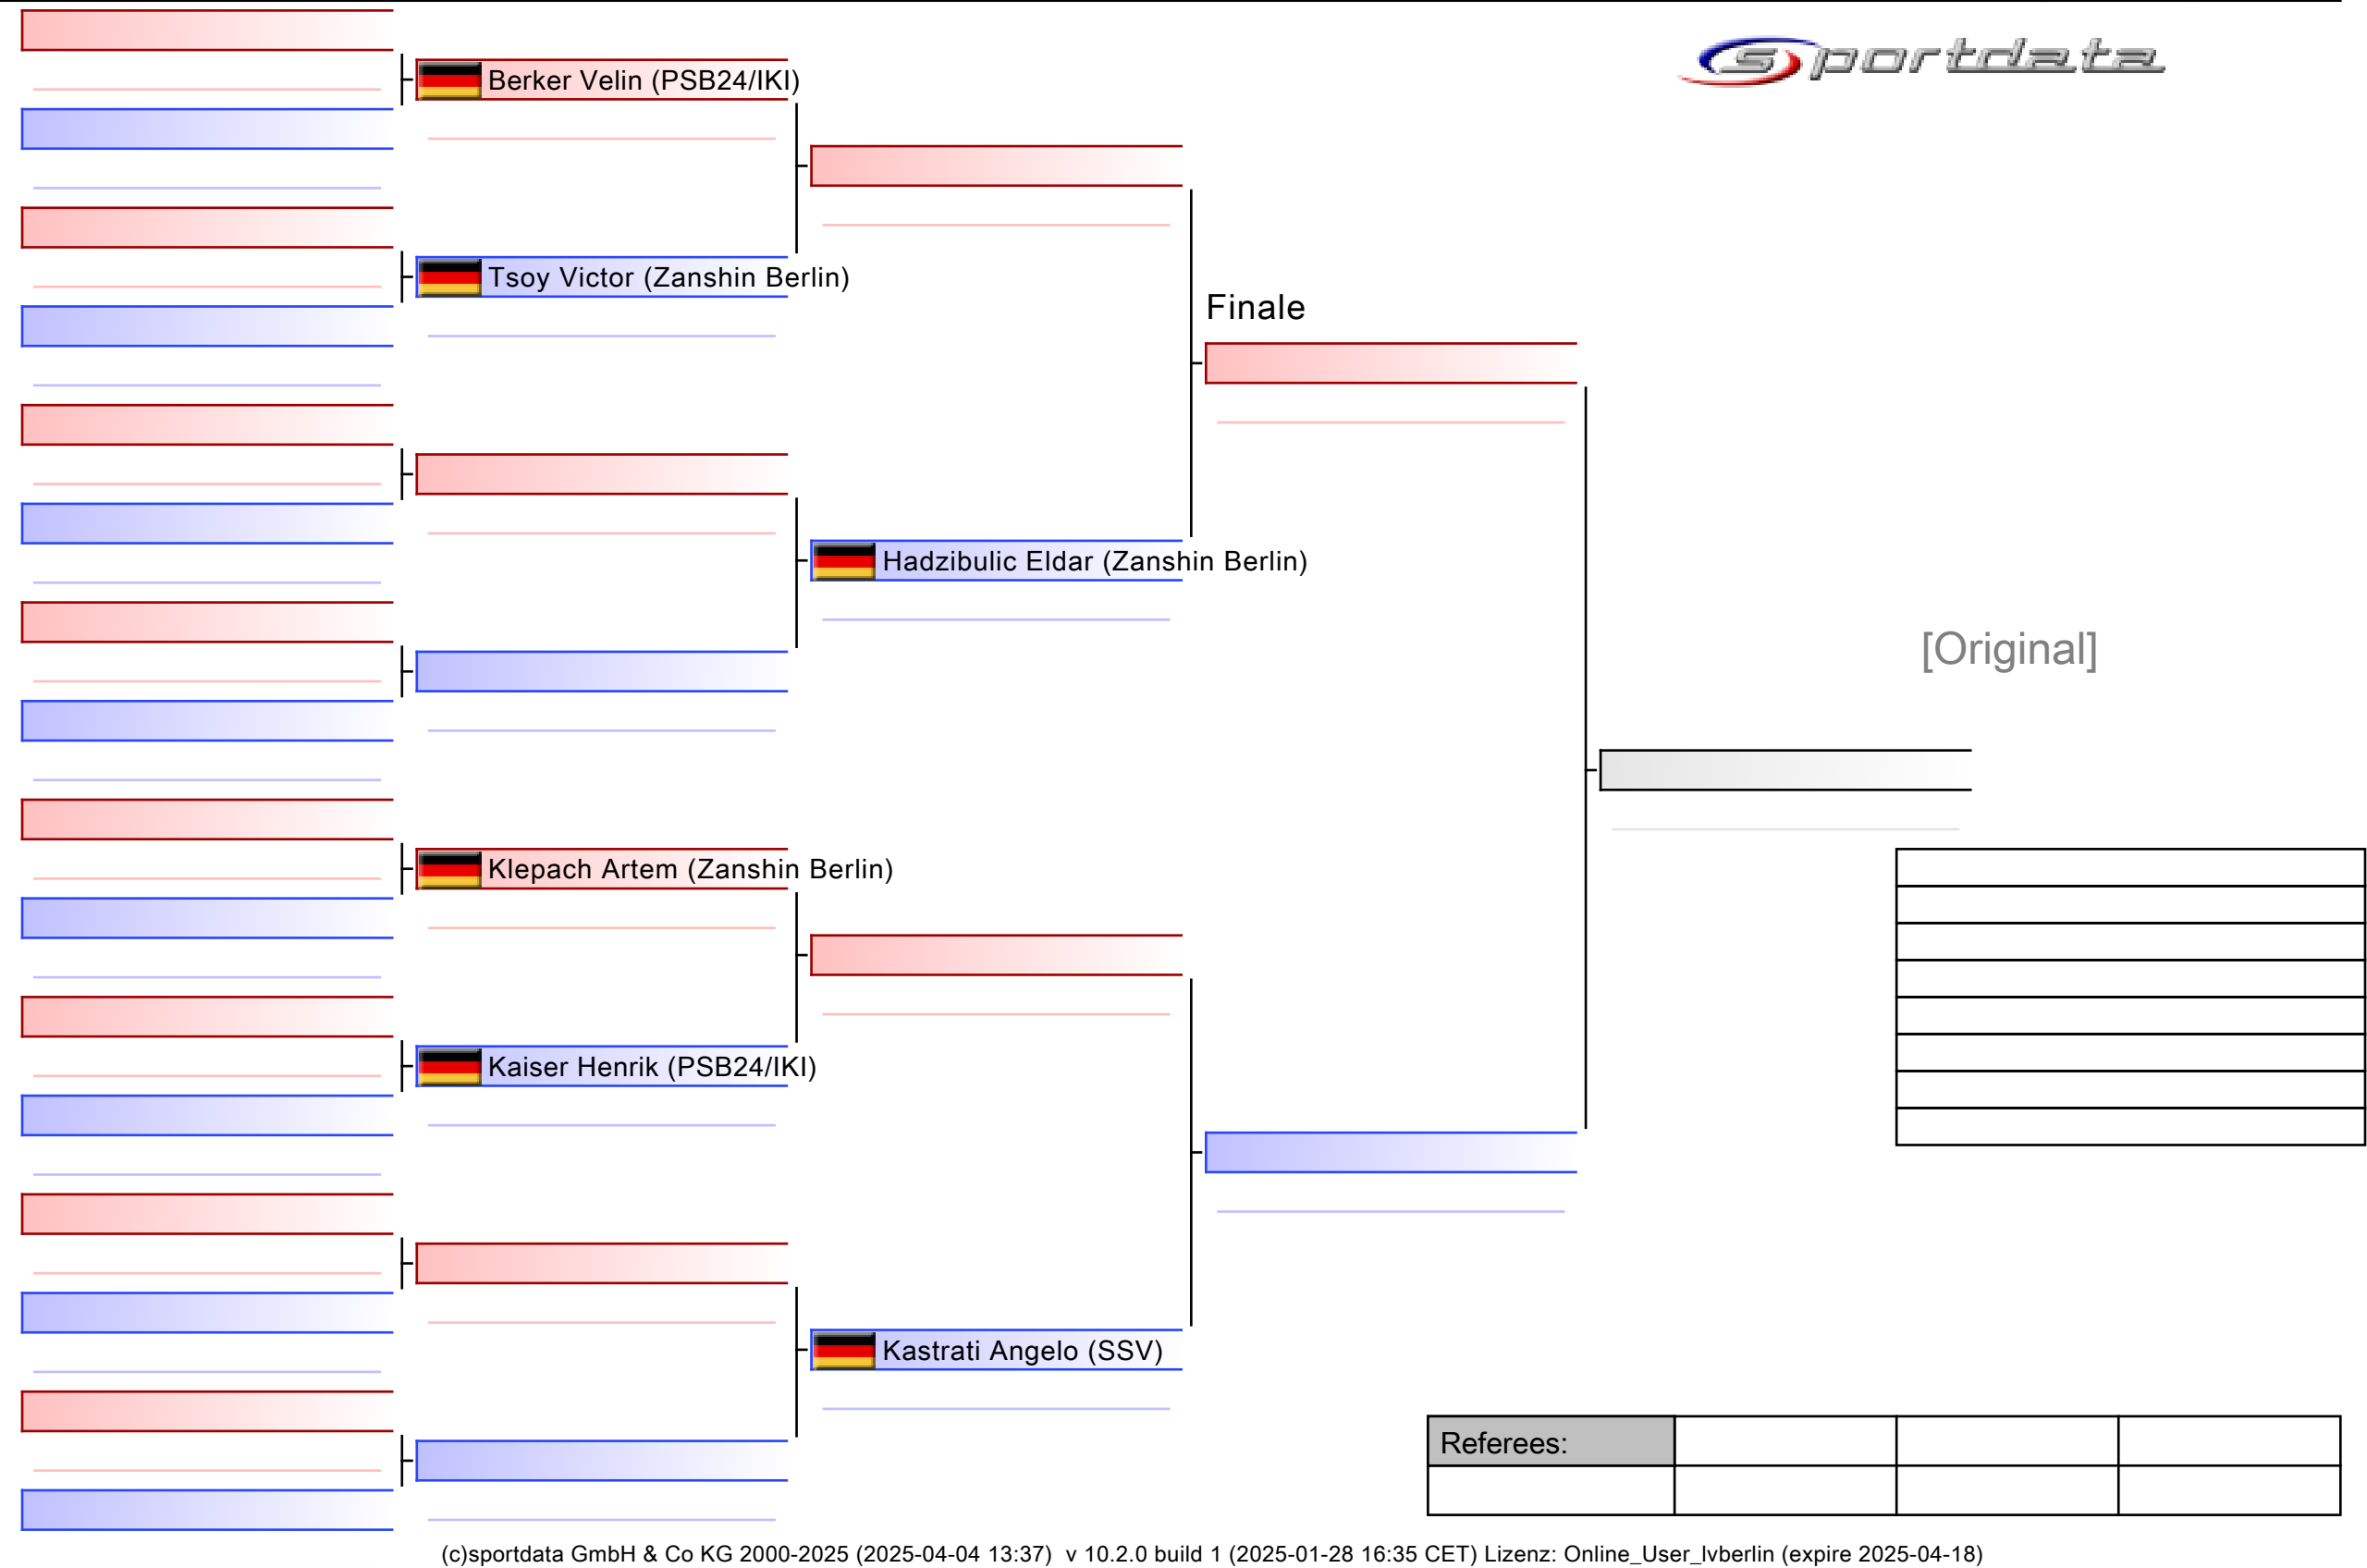 sportdata
Berker Velin (PSB24/IKI)
Tsoy Victor (Zanshin Berlin)
Finale
Hadzibulic Eldar (Zanshin Berlin)
[Original]
Klepach Artem (Zanshin Berlin)
Kaiser Henrik (PSB24/IKI)
Kastrati Angelo (SSV)
Referees:
(c)sportdata GmbH & Co KG 2000-2025 (2025-04-04 13:37) v 10.2.0 build 1 (2025-01-28 16:35 CET) Lizenz: Online_User_lvberlin (expire 2025-04-18)